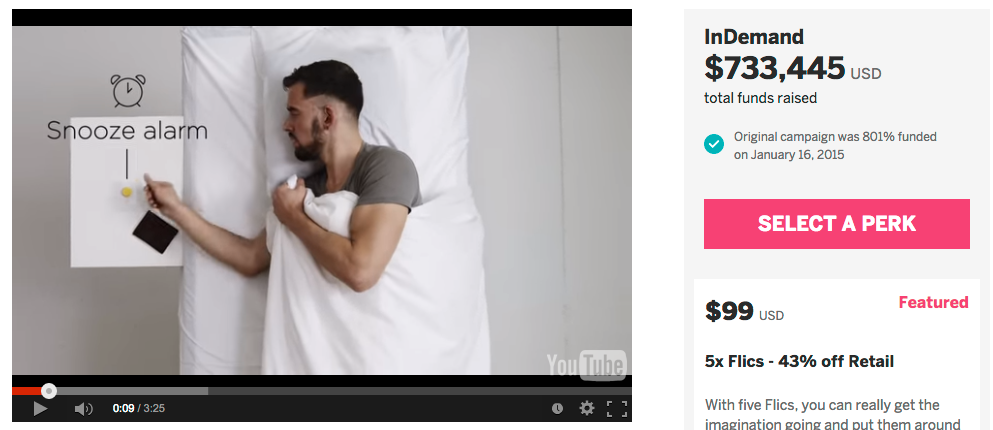 Snooze alarm
YouTube
0:09 / 3:25
InDemand
$733,445 USD
total funds raised
Original campaign was 801% funded
on January 16, 2015
SELECT A PERK
Featured
$99 USD
5x Flics - 43% off Retail
With five Flics, you can really get the
imagination going and put them around